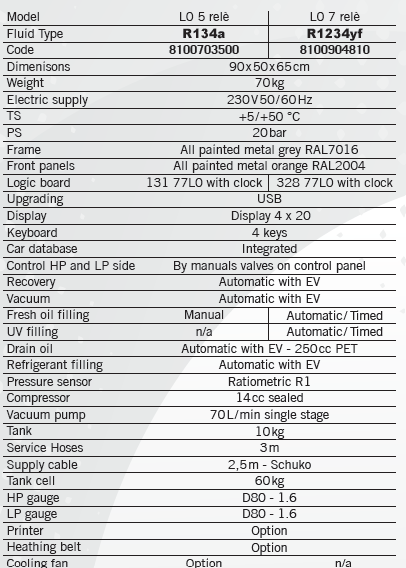 Model LO 5 relè LO 7 relè
Fluid Type R134a R1234yf
Code 8100703500 8100904810
Dimenisons 90x50x65cm
Weight 70kg
Electric supply 230V50/60Hz
TS +5/+50 °C
PS 20bar
Frame All painted metal grey RAL7016
Front panels All painted metal orange RAL2004
Logic board 131 77L0 with clock 328 77L0 with clock
Upgrading USB
Display Display 4 x 20
Keyboard 4 keys
Car database Integrated
Control HP and LP side By manuals valves on control panel
Recovery Automatic with EV
Vacuum Automatic with EV
Fresh oil filling Manual Automatic/Timed
UV filling n/a Automatic/Timed
Drain oil Automatic with EV - 250cc PET
Refrigerant filling Automatic with EV
Pressure sensor Ratiometric R1
Compressor 14cc sealed
Vacuum pump 70L/min single stage
Tank 10kg
Service Hoses 3m
Supply cable 2,5m - Schuko
Tank cell 60kg
HP gauge D80 - 1.6
LP gauge D80 - 1.6
Printer Option
Heathing belt Option
Cooling fan Option n/a